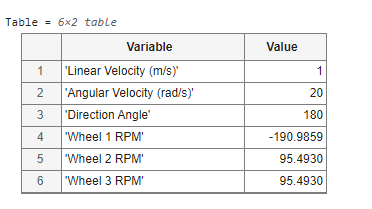 Table = 6×2 table
Variable Value
1 'Linear Velocity (m/s)' 1
2 'Angular Velocity (rad/s)' 20
3 'Direction Angle' 180
4 'Wheel 1 RPM' -190.9859
5 'Wheel 2 RPM' 95.4930
6 'Wheel 3 RPM' 95.4930